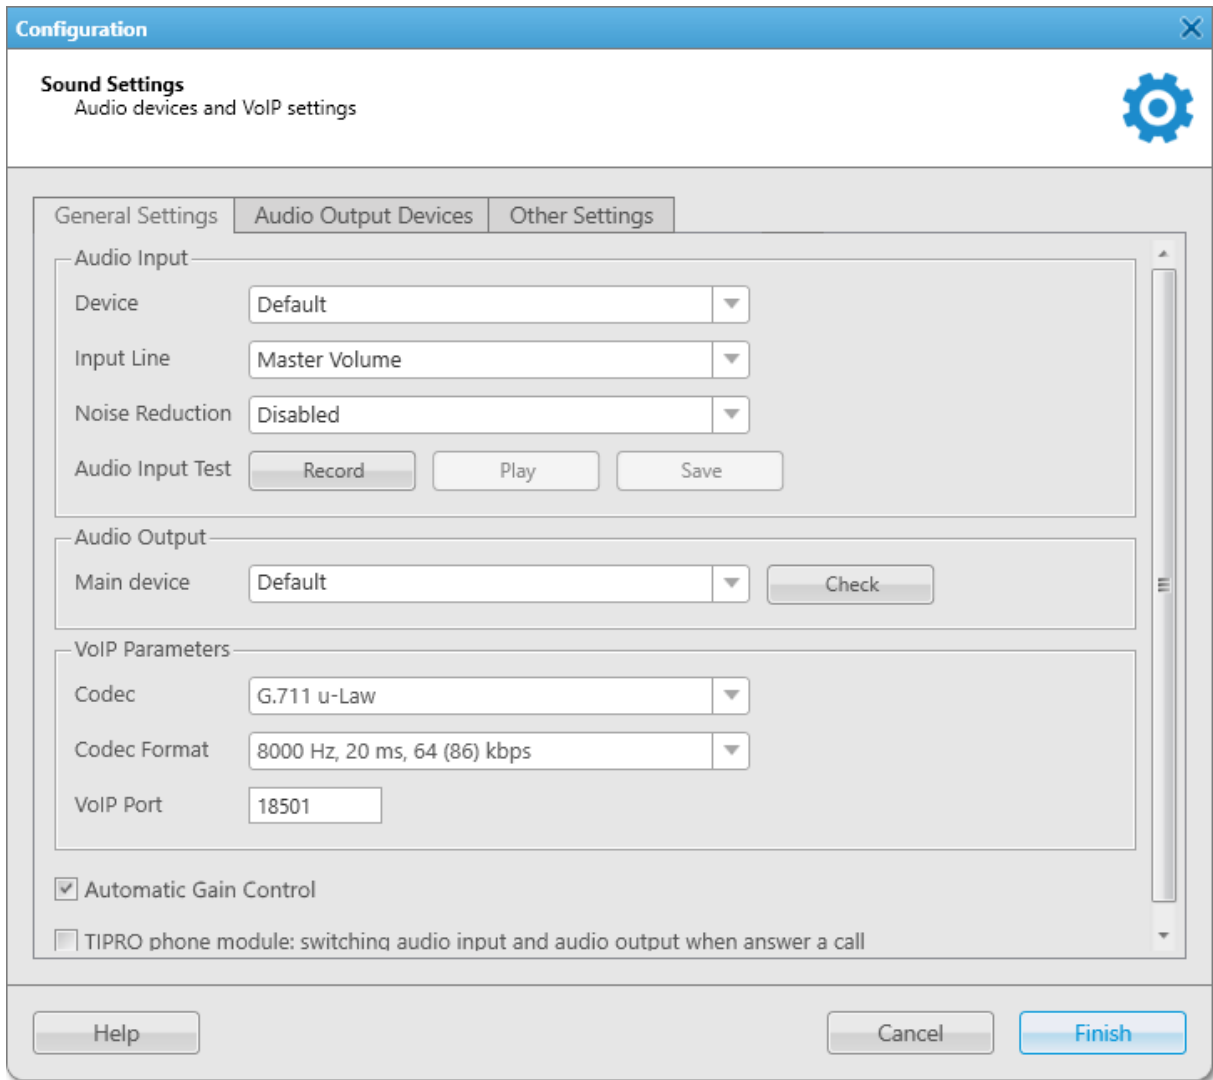 Configuration
Sound Settings
Audio devices and VoIP settings
General Settings
Audio Output Devices
Other Settings
Audio Input
Device
Default
Input Line
Master Volume
Noise Reduction
Disabled
Audio Input Test
Record
Play
Save
Audio Output
Main device
Default
Check
VoIP Parameters
Codec
G.711 u-Law
Codec Format
8000 Hz, 20 ms, 64 (86) kbps
VoIP Port
18501
Automatic Gain Control
TIPRO phone module: switching audio input and audio output when answer a call
Help
Cancel
Finish